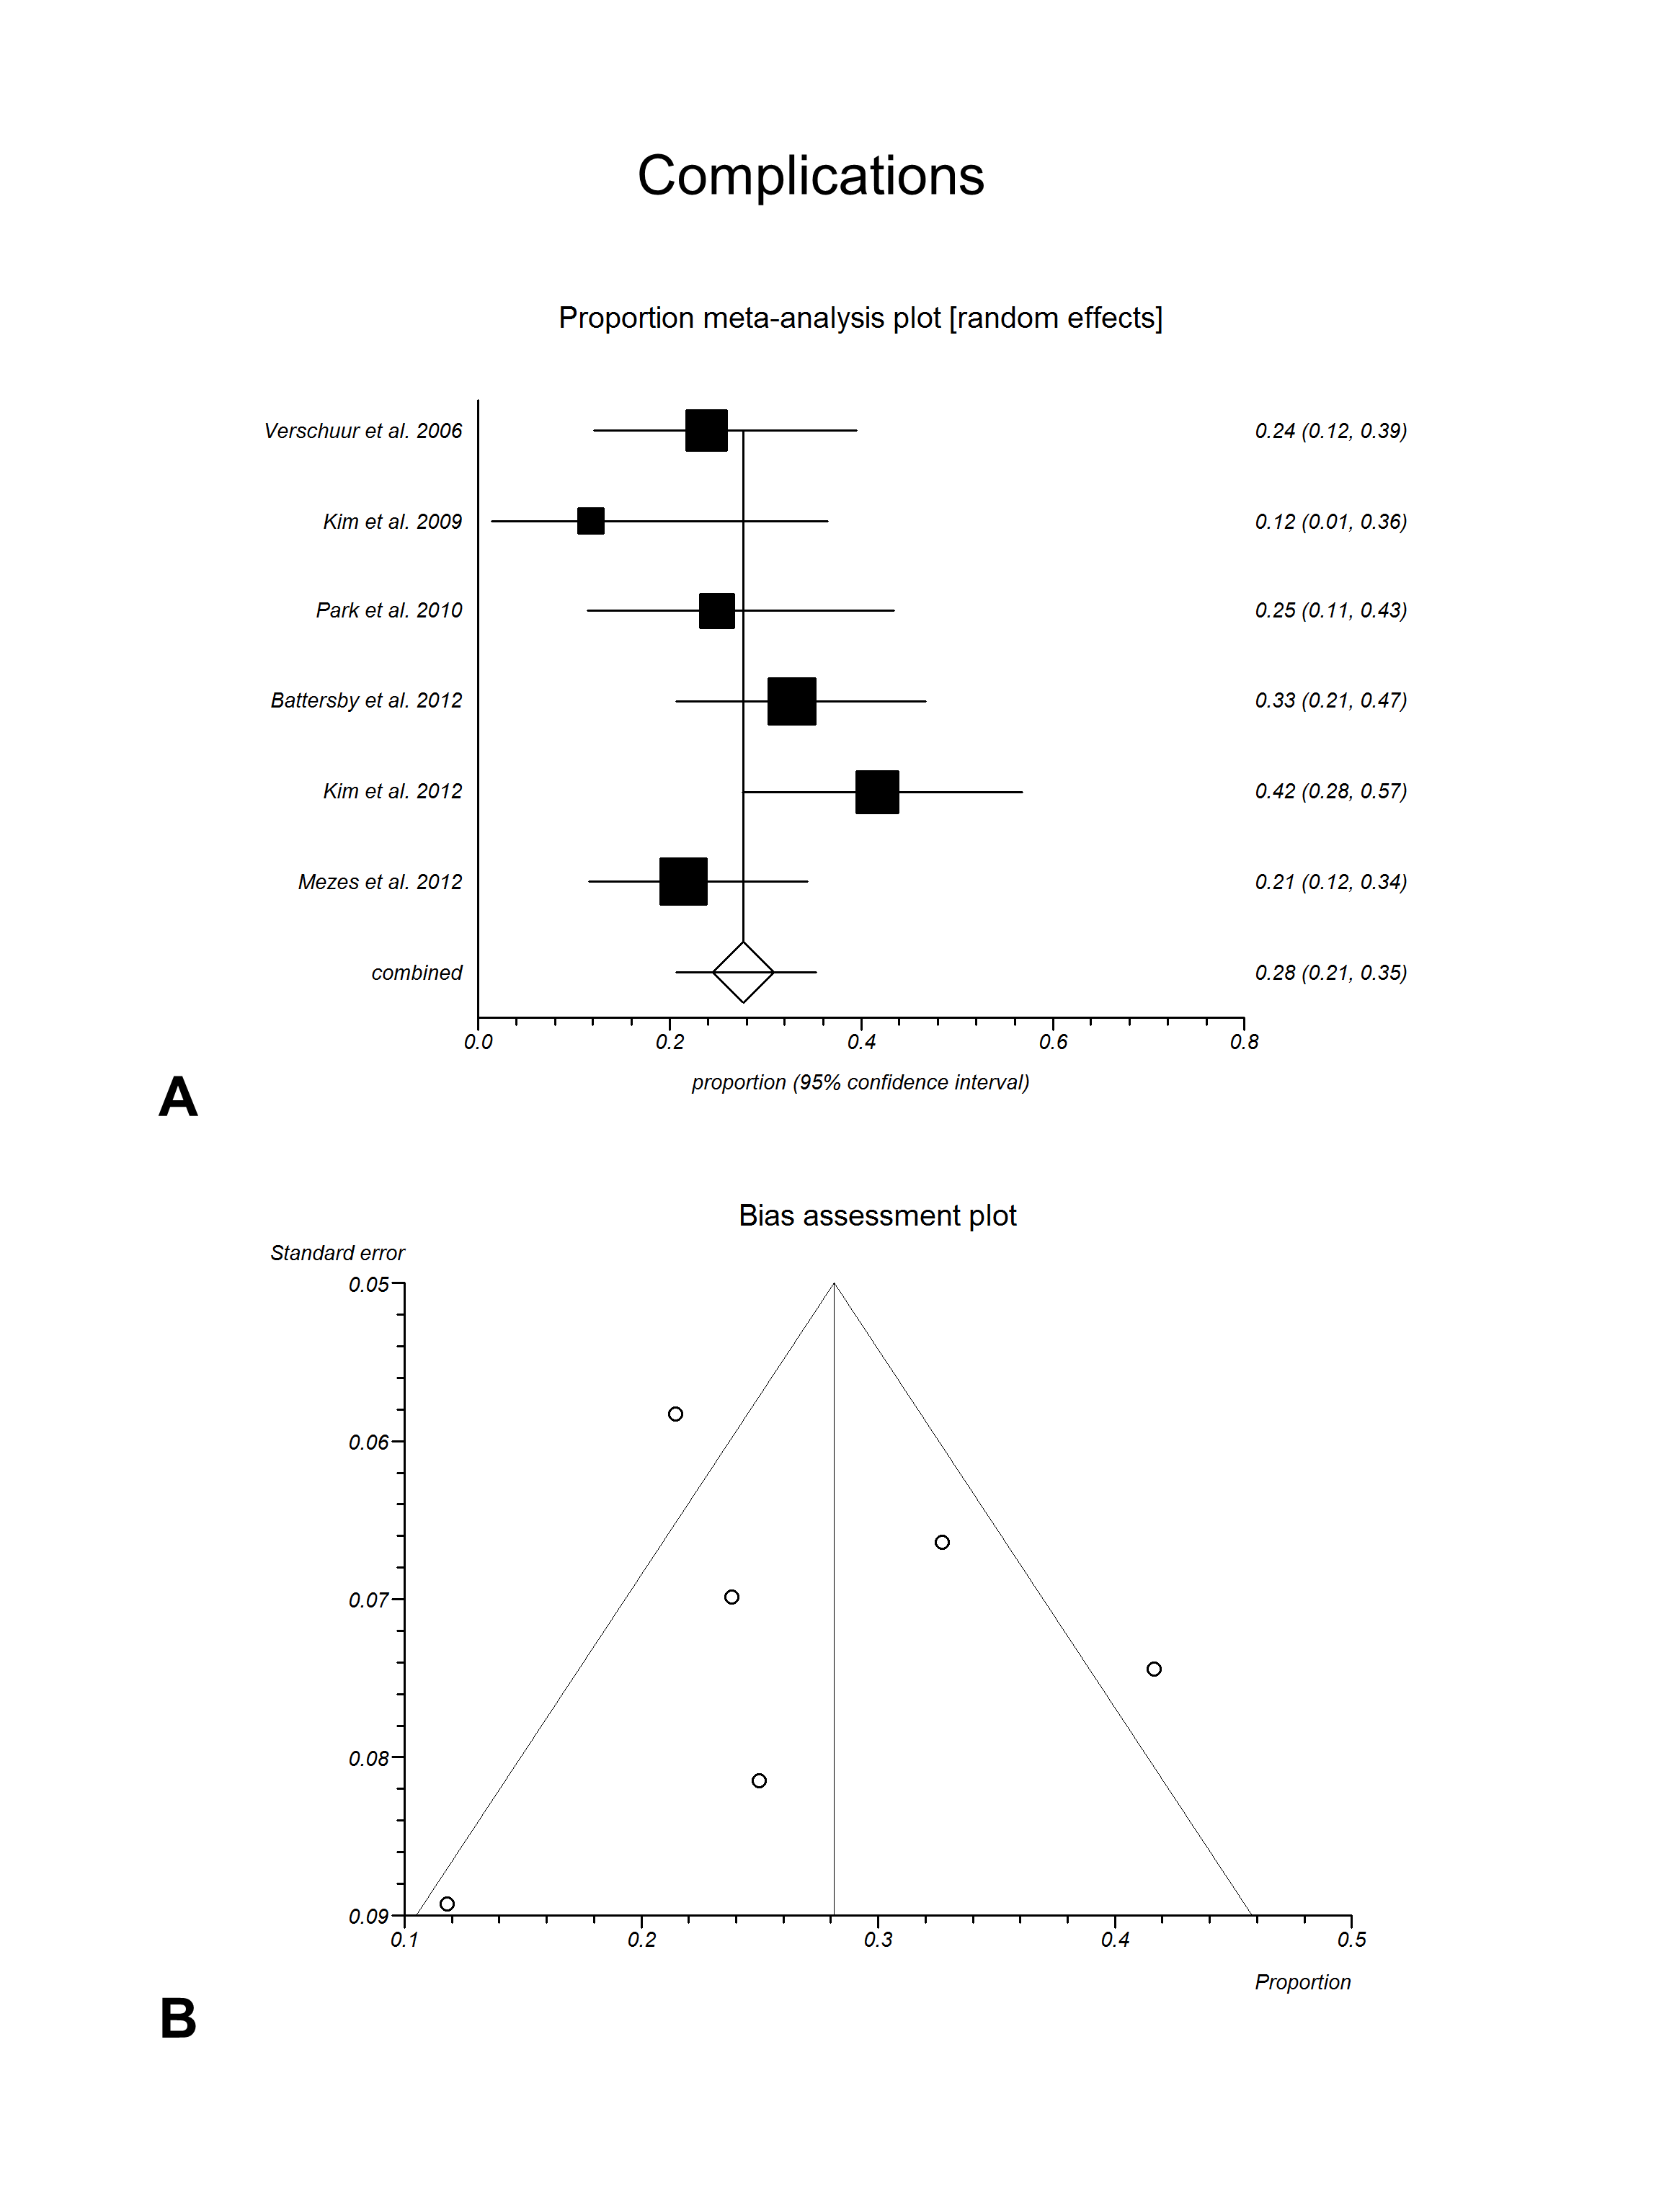 Complications
Proportion meta-analysis plot [random effects]
Verschuur et al. 2006 0.24 (0.12, 0.39)
Kim et al. 2009 0.12 (0.01, 0.36)
Park et al. 2010 0.25 (0.11, 0.43)
Battersby et al. 2012 0.33 (0.21, 0.47)
Kim et al. 2012 0.42 (0.28, 0.57)
Mezes et al. 2012 0.21 (0.12, 0.34)
combined 0.28 (0.21, 0.35)
0.0 0.2 0.4 0.6 0.8
proportion (95% confidence interval)
A
Bias assessment plot
Standard error
0.05
0.06
0.07
0.08
0.09
0.1 0.2 0.3 0.4 0.5
Proportion
B